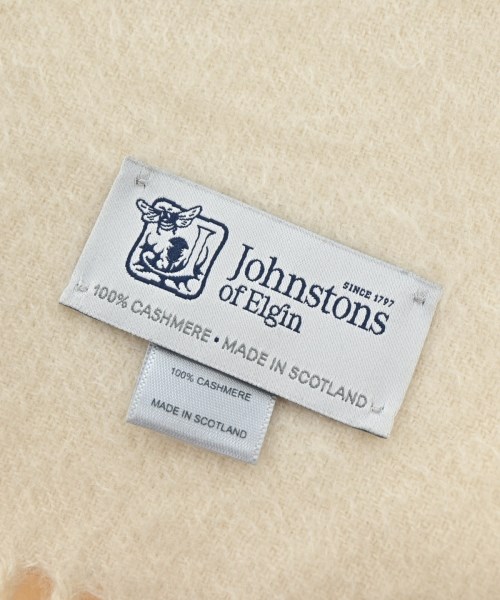 SINCE 1797
Johnstons
of Elgin
100% CASHMERE • MADE IN SCOTLAND
100% CASHMERE
MADE IN SCOTLAND